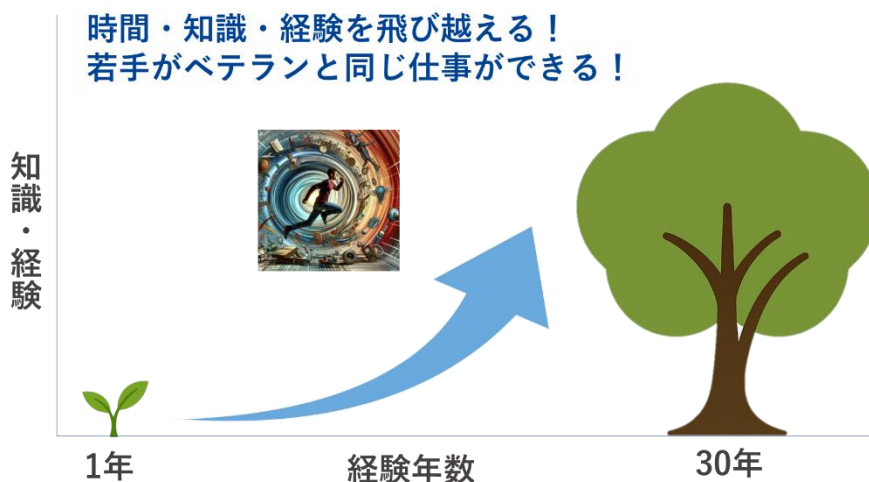 時間・知識・経験を飛び越える！
若手がベテランと同じ仕事ができる！
知識・経験
1年
経験年数
30年